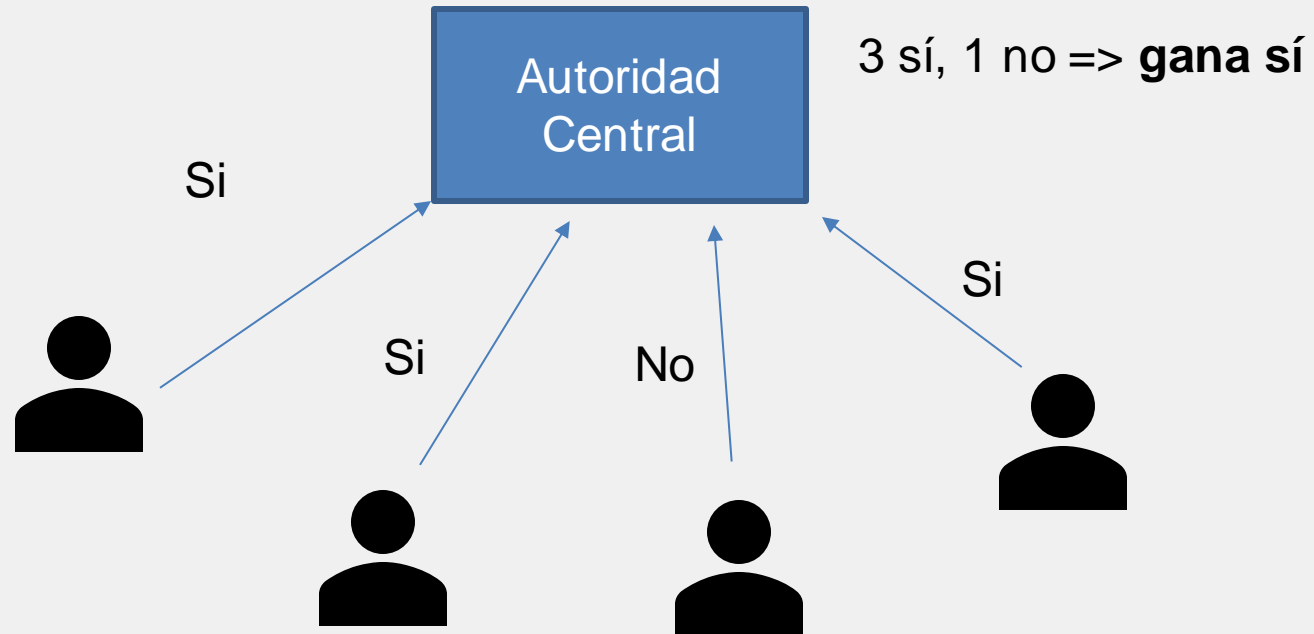 Autoridad
Central
3 sí, 1 no => gana sí
Si
Si
No
Si